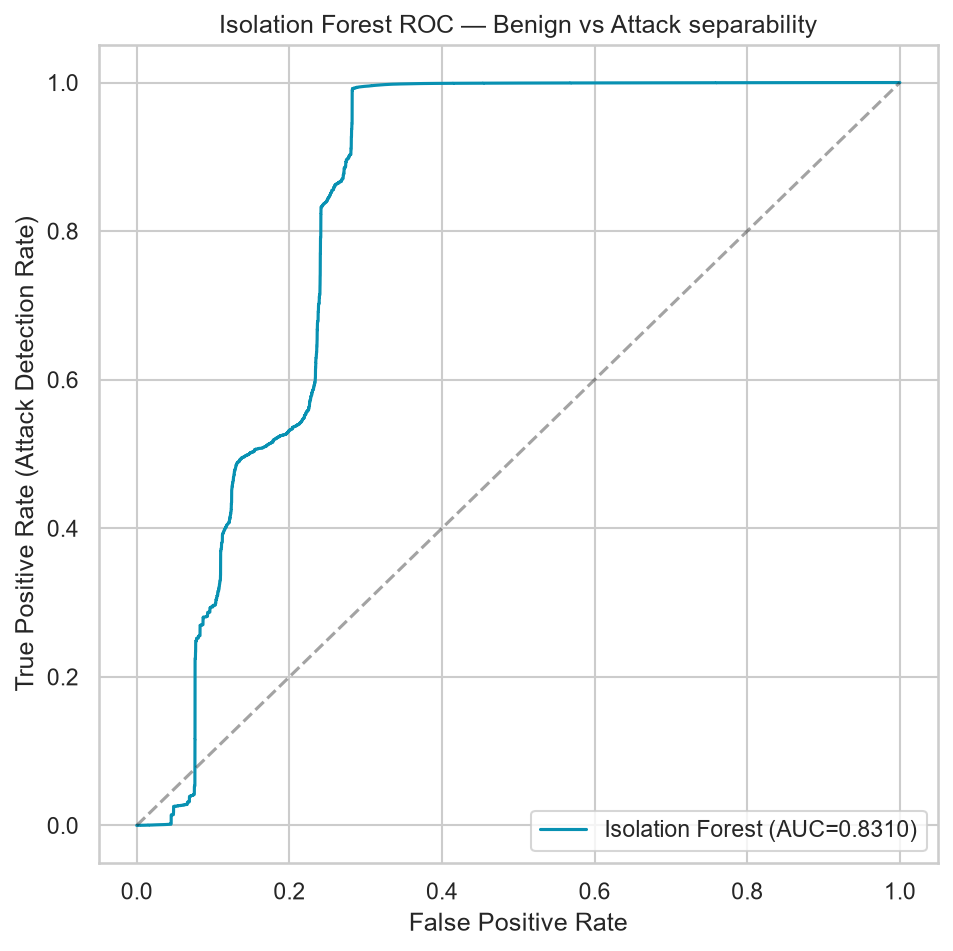 Isolation Forest ROC — Benign vs Attack separability
True Positive Rate (Attack Detection Rate)
1.0
0.8
0.6
0.4
0.2
0.0
Isolation Forest (AUC=0.8310)
0.0 0.2 0.4 0.6 0.8 1.0
False Positive Rate